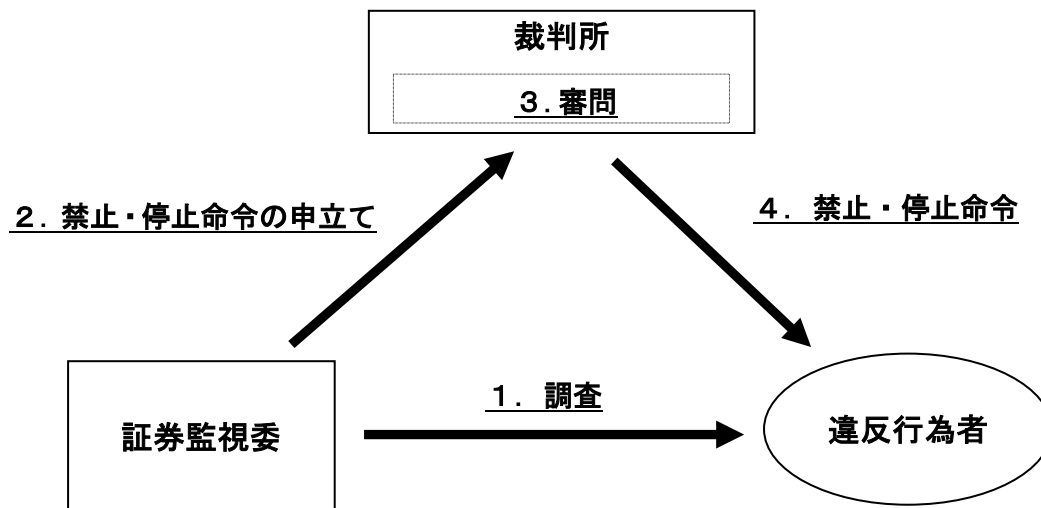 裁判所
３．審問
２．禁止・停止命令の申立て
４．禁止・停止命令
１．調査
証券監視委
違反行為者